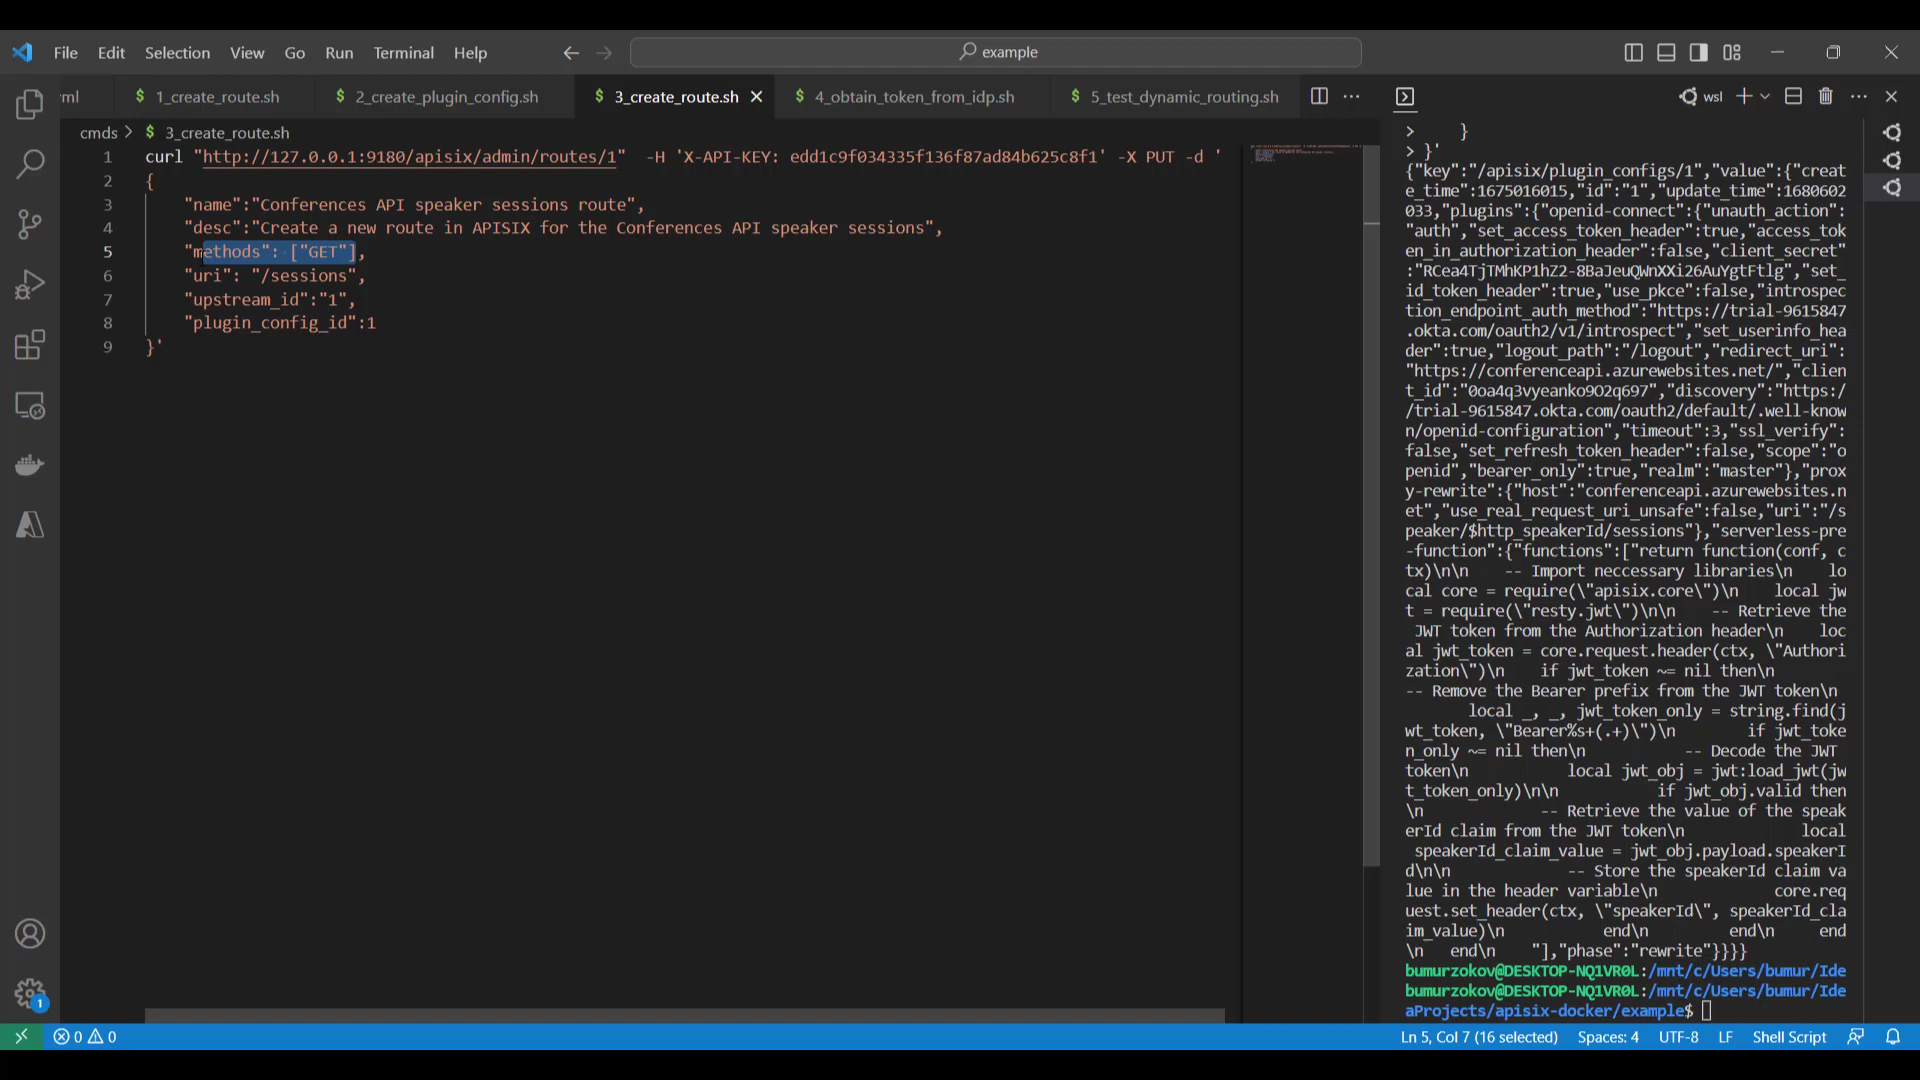 File Edit Selection View Go Run Terminal Help
example
ml
$ 1_create_route.sh
$ 2_create_plugin_config.sh
$ 3_create_route.sh
$ 4_obtain_token_from_idp.sh
$ 5_test_dynamic_routing.sh
wsl
cmds > $ 3_create_route.sh
1 curl "http://127.0.0.1:9180/apisix/admin/routes/1" -H 'X-API-KEY: edd1c9f034335f136f87ad84b625c8f1' -X PUT -d '
2 {
3 "name":"Conferences API speaker sessions route",
4 "desc":"Create a new route in APISIX for the Conferences API speaker sessions",
5 "methods": ["GET"],
6 "uri": "/sessions",
7 "upstream_id":"1",
8 "plugin_config_id":1
9 }'
> }
> }'
{"key":"/apisix/plugin_configs/1","value":{"creat
e_time":1675016015,"id":"1","update_time":1680602
033,"plugins":{"openid-connect":{"unauth_action":
"auth","set_access_token_header":true,"access_tok
en_in_authorization_header":false,"client_secret"
:"RCea4TjTMhKP1hZ2-8BaJeuQWnXXi26AuYgtFtlg","set_
id_token_header":true,"use_pkce":false,"introspec
tion_endpoint_auth_method":"https://trial-9615847
.okta.com/oauth2/v1/introspect","set_userinfo_hea
der":true,"logout_path":"/logout","redirect_uri":
"https://conferenceapi.azurewebsites.net/","clien
t_id":"0oa4q3vyeanko9O2q697","discovery":"https:/
/trial-9615847.okta.com/oauth2/default/.well-know
n/openid-configuration","timeout":3,"ssl_verify":
false,"set_refresh_token_header":false,"scope":"o
penid","bearer_only":true,"realm":"master"},"prox
y-rewrite":{"host":"conferenceapi.azurewebsites.n
et","use_real_request_uri_unsafe":false,"uri":"/s
peaker/$http_speakerId/sessions"},"serverless-pre
-function":{"functions":["return function(conf, c
tx)\n\n    -- Import neccessary libraries\n    lo
cal core = require(\"apisix.core\")\n    local jw
t = require(\"resty.jwt\")\n\n    -- Retrieve the
 JWT token from the Authorization header\n    loc
al jwt_token = core.request.header(ctx, \"Authori
zation\")\n    if jwt_token ~= nil then\n
-- Remove the Bearer prefix from the JWT token\n
      local _, _, jwt_token_only = string.find(j
wt_token, \"Bearer%s+(.+)\")\n        if jwt_toke
n_only ~= nil then\n           -- Decode the JWT
token\n           local jwt_obj = jwt:load_jwt(jw
t_token_only)\n\n           if jwt_obj.valid then
\n             -- Retrieve the value of the speak
erId claim from the JWT token\n             local
 speakerId_claim_value = jwt_obj.payload.speakerI
d\n\n             -- Store the speakerId claim va
lue in the header variable\n             core.req
uest.set_header(ctx, \"speakerId\", speakerId_cla
im_value)\n           end\n        end\n     end
\n   end\n    "],"phase":"rewrite"}}}}
bumurzokov@DESKTOP-NQ1VR0L:/mnt/c/Users/bumur/Ide
bumurzokov@DESKTOP-NQ1VR0L:/mnt/c/Users/bumur/Ide
aProjects/apisix-docker/example$
1
0 0
Ln 5, Col 7 (16 selected) Spaces: 4 UTF-8 LF Shell Script